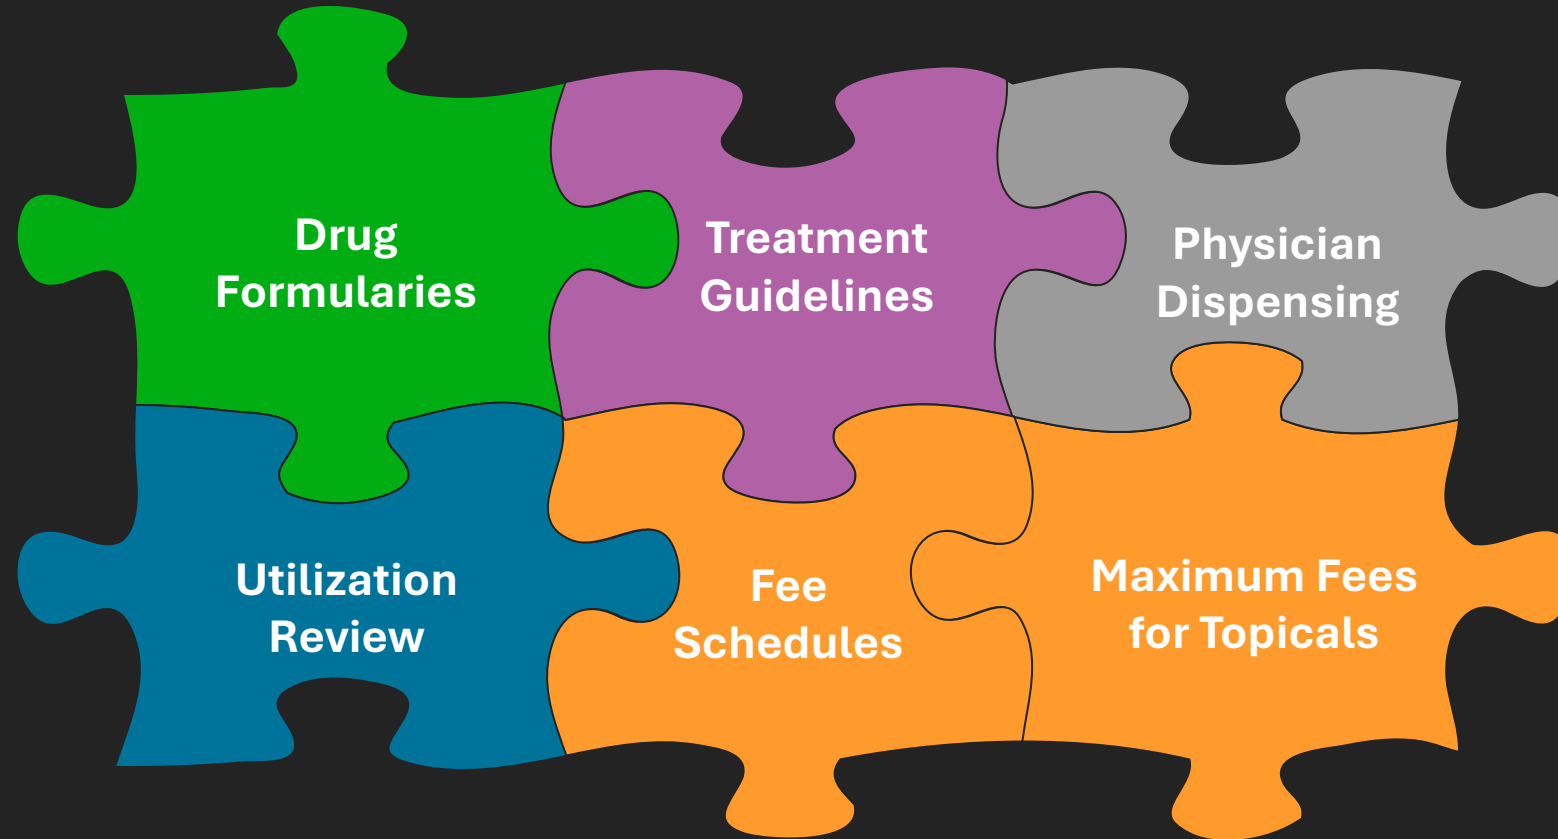 Drug
Formularies
Treatment
Guidelines
Physician
Dispensing
Utilization
Review
Fee
Schedules
Maximum Fees
for Topicals